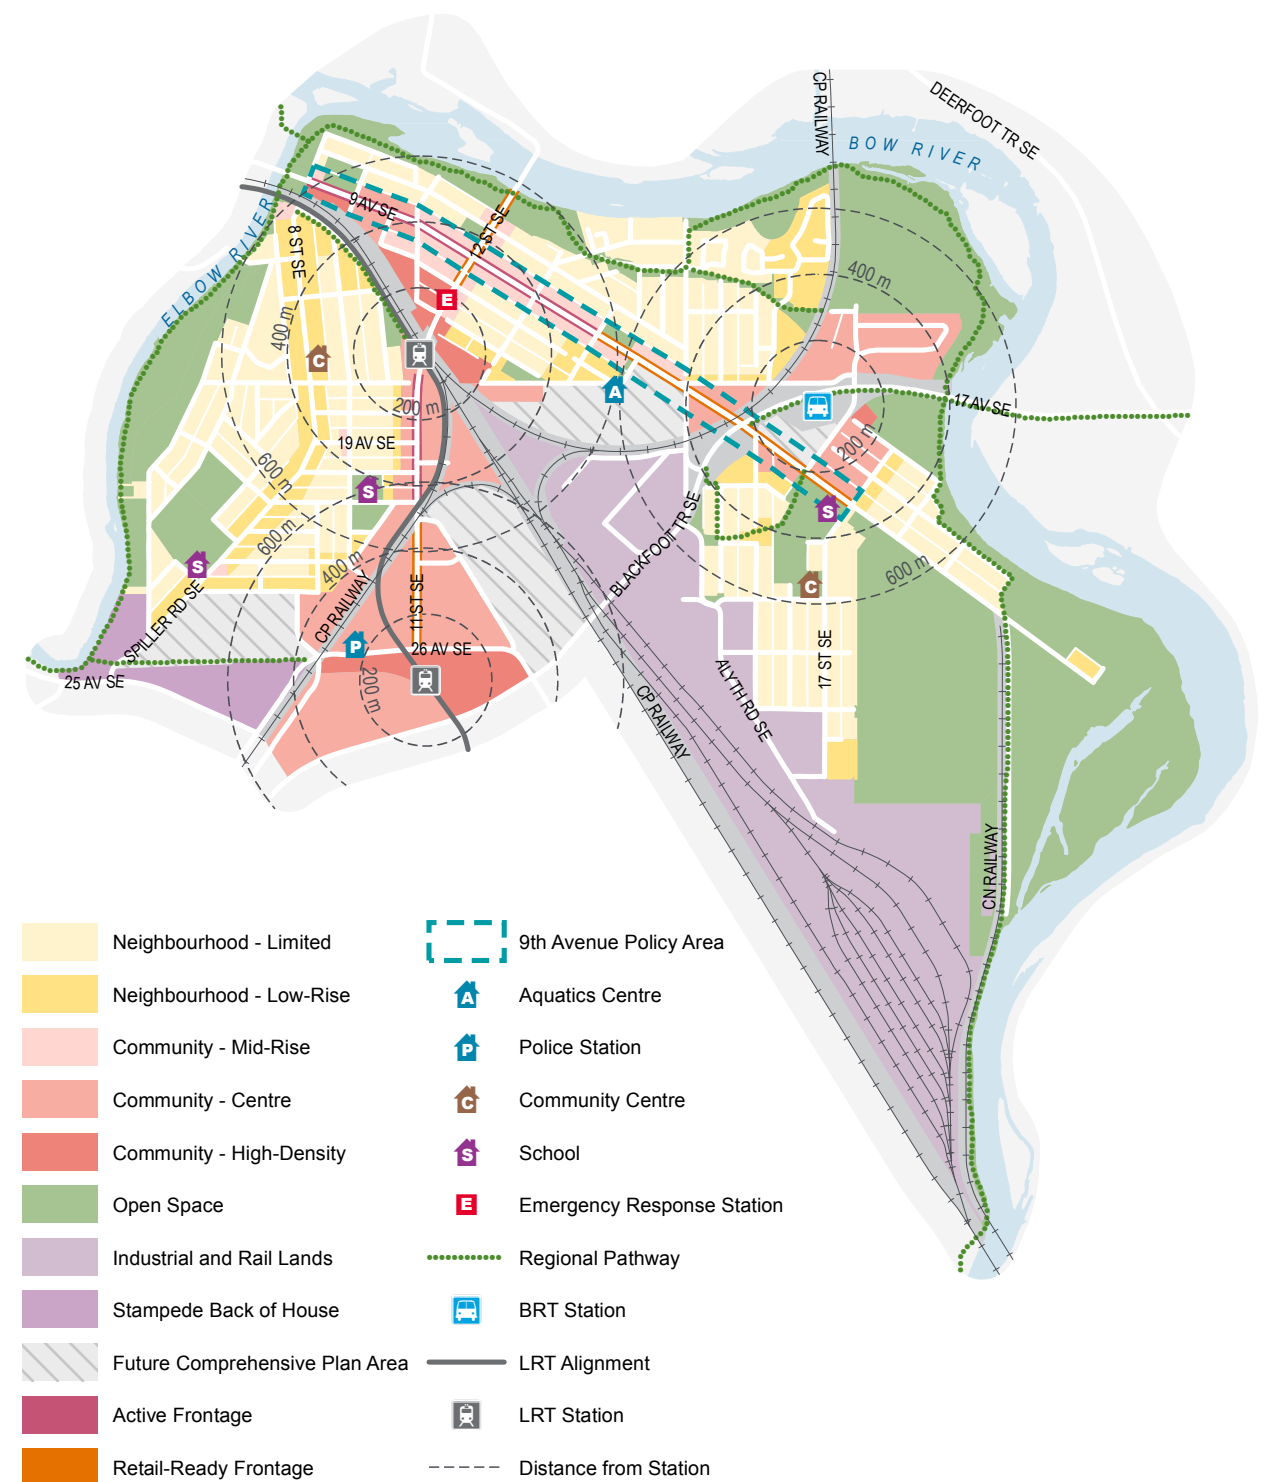 CP RAILWAY
DEERFOOT TR SE
BOW RIVER
ELBOW RIVER
9 AV SE
12 ST SE
8 ST SE
400 m
400 m
E
C
200 m
A
17 AV SE
19 AV SE
200 m
600 m
S
S
BLACKFOOT TR SE
600 m
400 m
600 m
S
C
SPILLER RD SE
CP RAILWAY
11 ST SE
P
26 AV SE
17 ST SE
25 AV SE
200 m
CP RAILWAY
ALYTH RD SE
CN RAILWAY
Neighbourhood - Limited
9th Avenue Policy Area
Neighbourhood - Low-Rise
A
Aquatics Centre
Community - Mid-Rise
P
Police Station
Community - Centre
C
Community Centre
Community - High-Density
S
School
Open Space
E
Emergency Response Station
Industrial and Rail Lands
Regional Pathway
Stampede Back of House
BRT Station
Future Comprehensive Plan Area
LRT Alignment
Active Frontage
LRT Station
Retail-Ready Frontage
Distance from Station